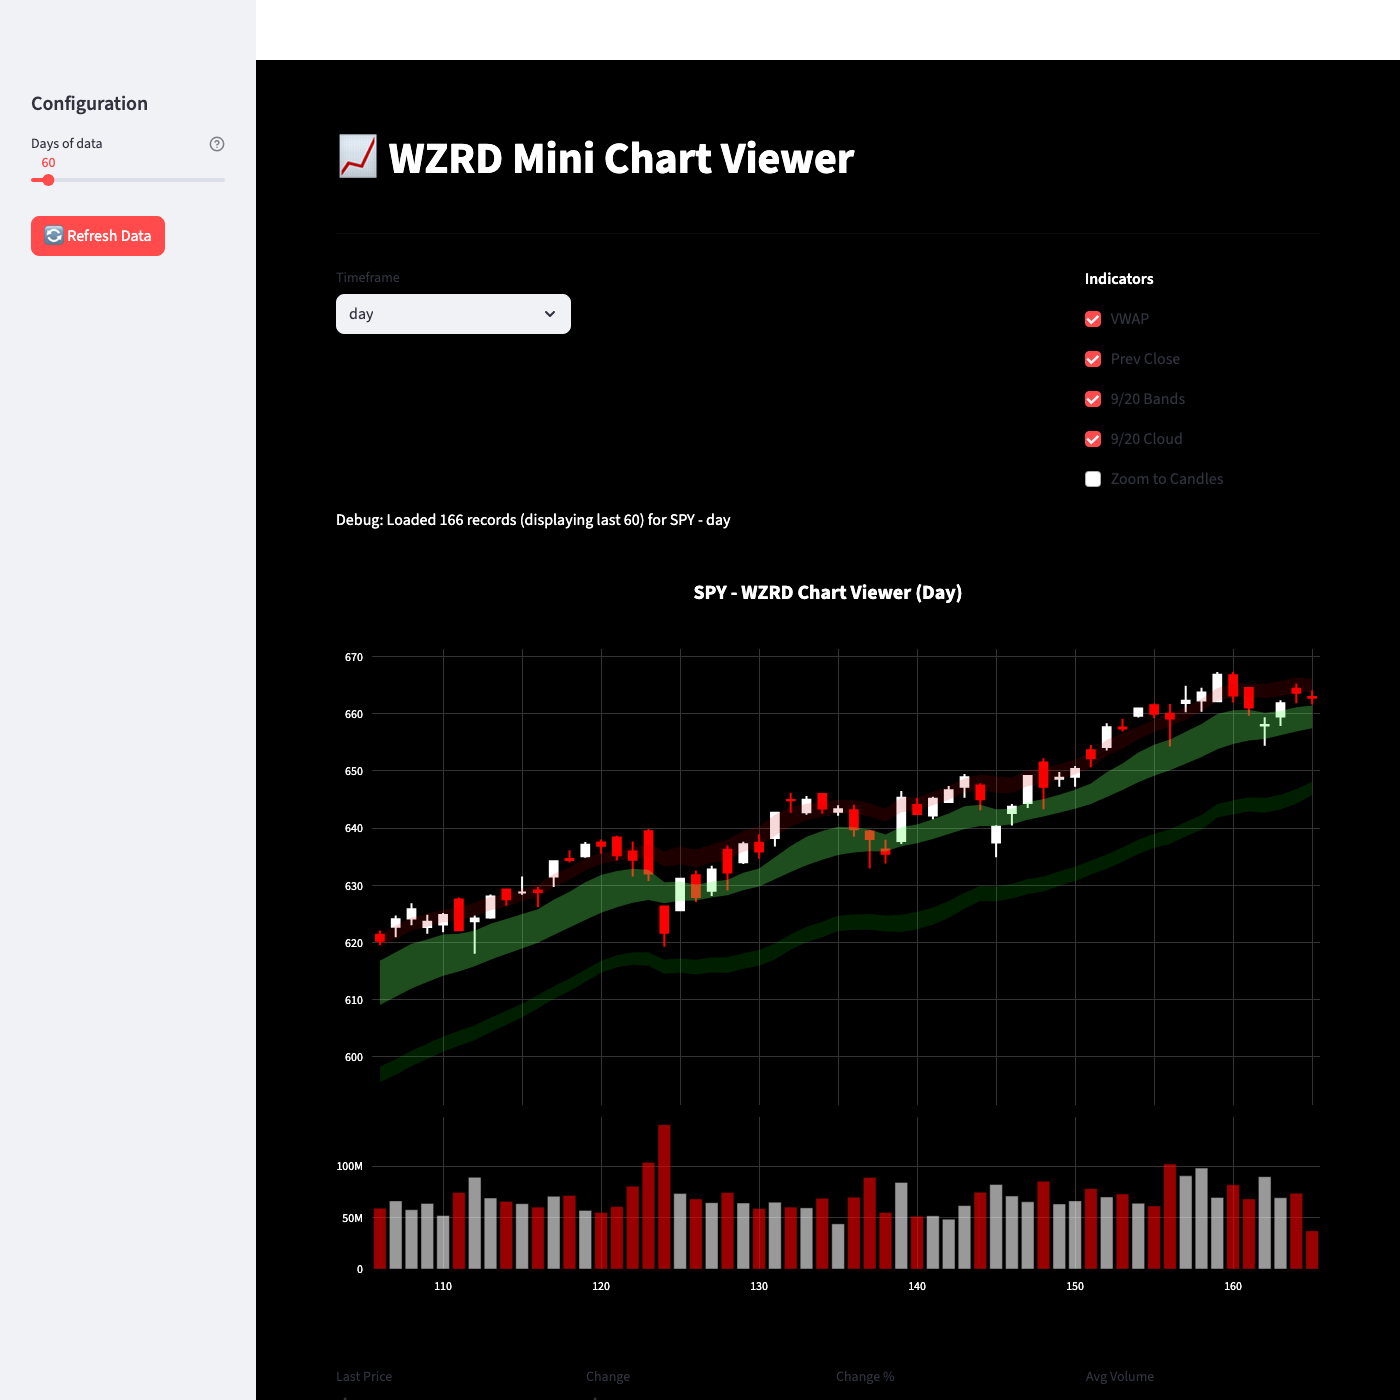 Configuration
Days of data
60
Refresh Data
WZRD Mini Chart Viewer
Timeframe
day
Indicators
VWAP
Prev Close
9/20 Bands
9/20 Cloud
Zoom to Candles
Debug: Loaded 166 records (displaying last 60) for SPY - day
SPY - WZRD Chart Viewer (Day)
670
660
650
640
630
620
610
600
100M
50M
0
110 120 130 140 150 160
Last Price Change Change % Avg Volume